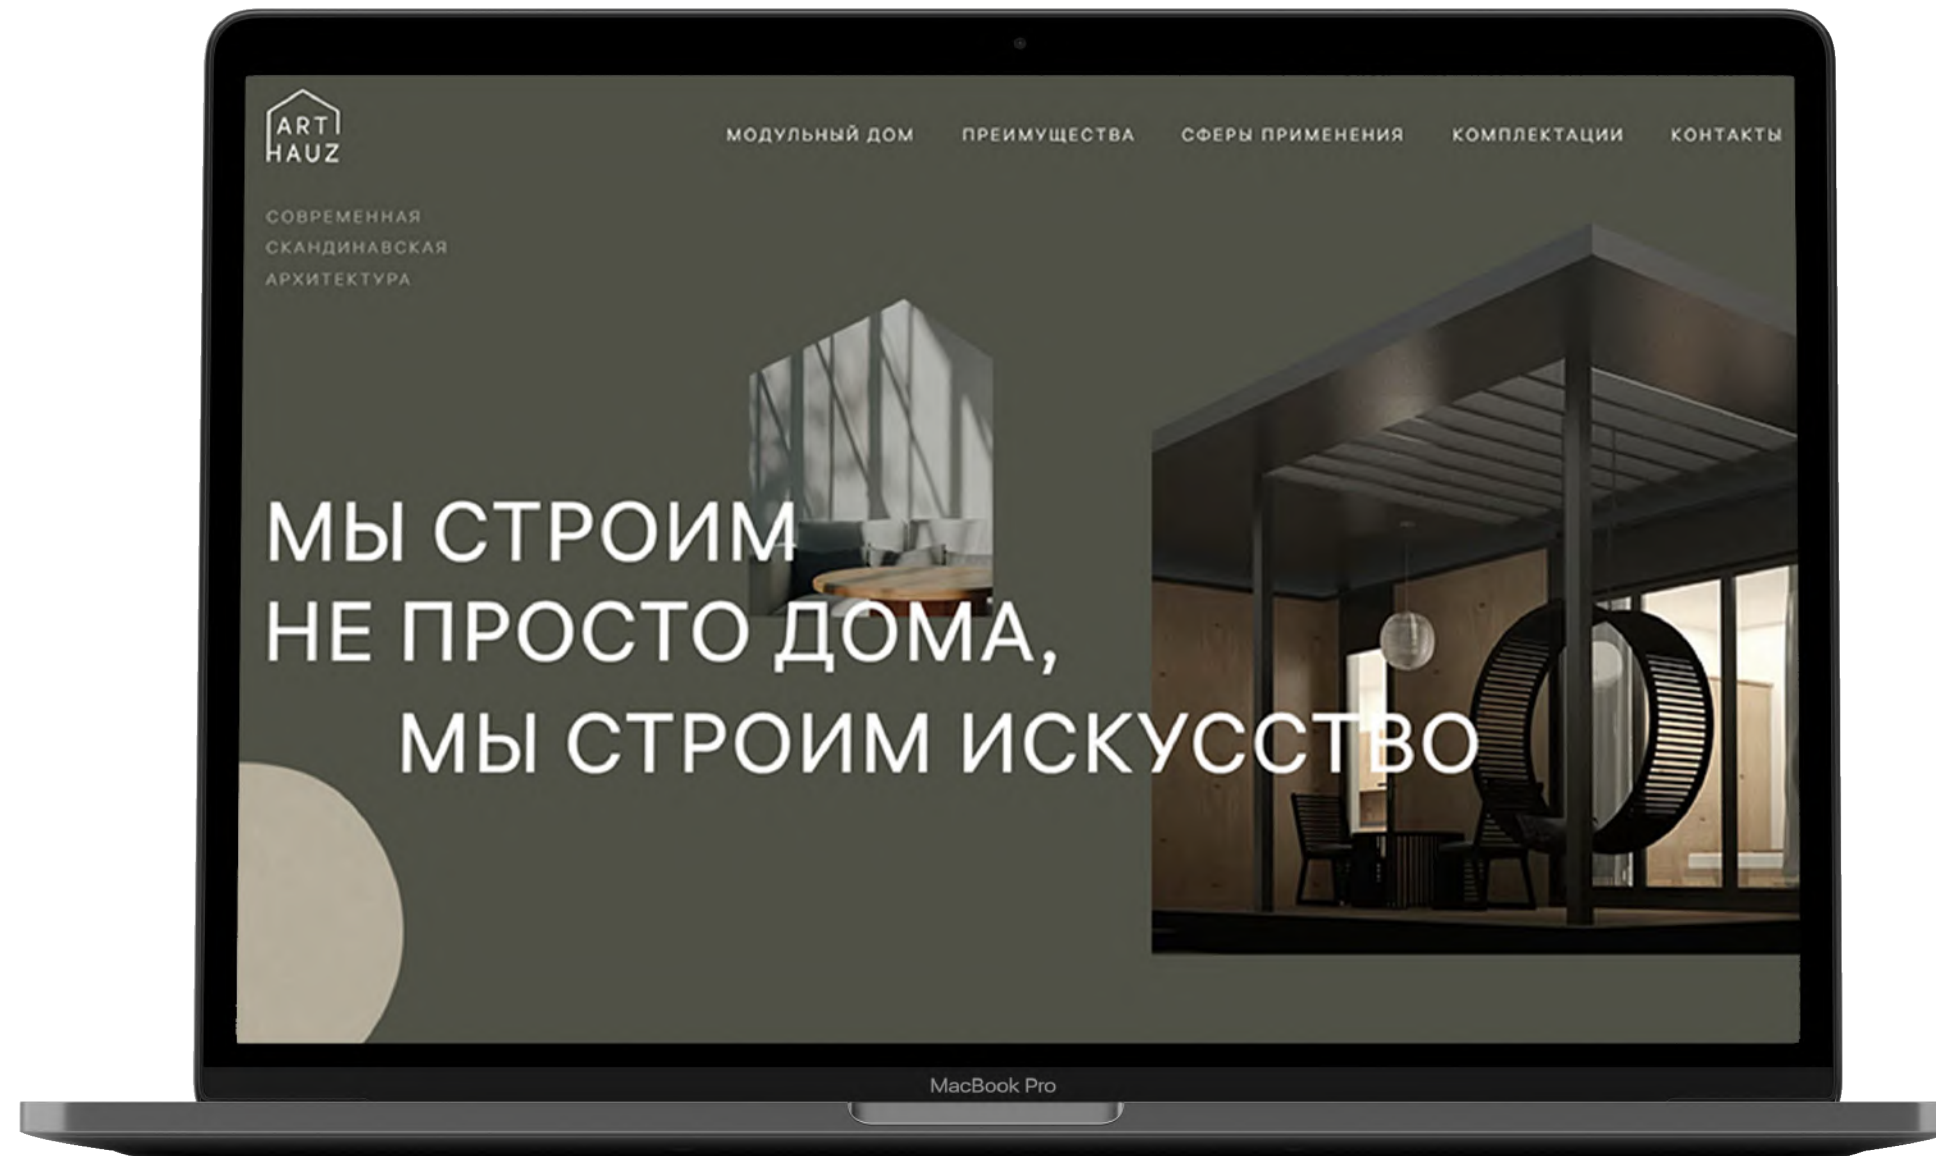 ART
HAUZ
МОДУЛЬНЫЙ ДОМ
ПРЕИМУЩЕСТВА
СФЕРЫ ПРИМЕНЕНИЯ
КОМПЛЕКТАЦИИ
КОНТАКТЫ
СОВРЕМЕННАЯ
СКАНДИНАВСКАЯ
АРХИТЕКТУРА
МЫ СТРОИМ
НЕ ПРОСТО ДОМА,
МЫ СТРОИМ ИСКУССТВО
MacBook Pro